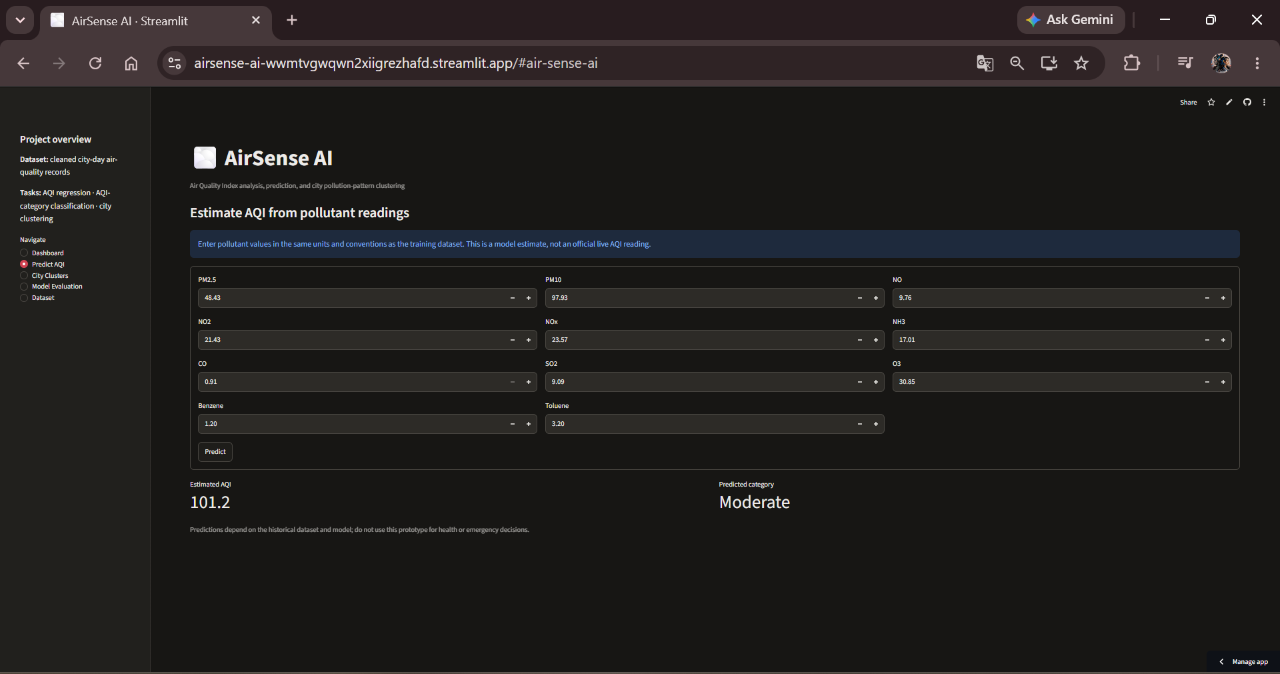 AirSense AI · Streamlit
Ask Gemini
airsense-ai-wwmtvgwqwn2xiigrezhafd.streamlit.app/#air-sense-ai
Share
Project overview
Dataset: cleaned city-day air-
quality records
Tasks: AQI regression · AQI-
category classification · city
clustering
Navigate
Dashboard
Predict AQI
City Clusters
Model Evaluation
Dataset
AirSense AI
Air Quality Index analysis, prediction, and city pollution-pattern clustering
Estimate AQI from pollutant readings
Enter pollutant values in the same units and conventions as the training dataset. This is a model estimate, not an official live AQI reading.
PM2.5 PM10 NO
48.43 97.93 9.76
NO2 NOx NH3
21.43 23.57 17.01
CO SO2 O3
0.91 9.09 30.85
Benzene Toluene
1.20 3.20
Predict
Estimated AQI Predicted category
101.2 Moderate
Predictions depend on the historical dataset and model; do not use this prototype for health or emergency decisions.
Manage app